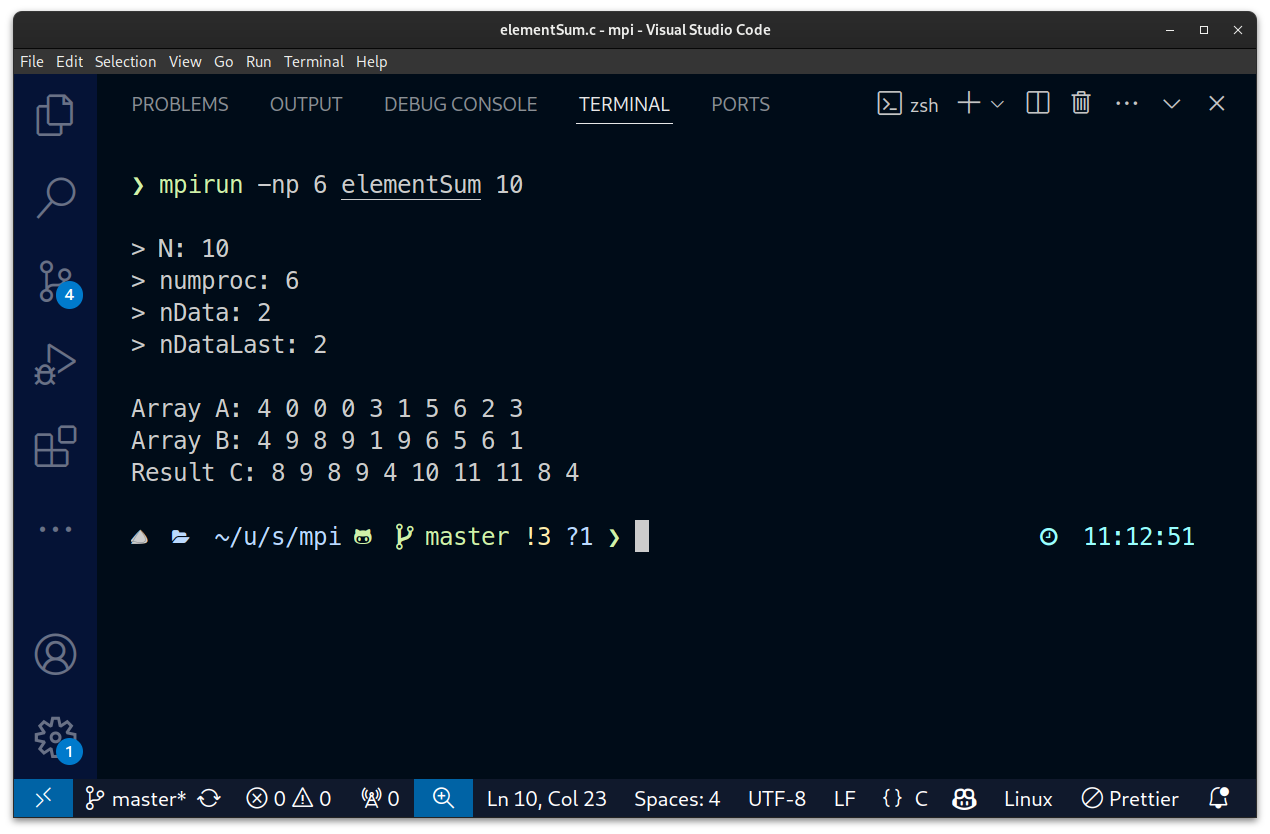 elementSum.c - mpi - Visual Studio Code
File Edit Selection View Go Run Terminal Help
PROBLEMS OUTPUT DEBUG CONSOLE TERMINAL PORTS zsh
❯ mpirun -np 6 elementSum 10
> N: 10
> numproc: 6
> nData: 2
> nDataLast: 2
Array A: 4 0 0 0 3 1 5 6 2 3
Array B: 4 9 8 9 1 9 6 5 6 1
Result C: 8 9 8 9 4 10 11 11 8 4
~/u/s/mpi master !3 ?1 ❯ 11:12:51
4
1
master* 0 0 0 Ln 10, Col 23 Spaces: 4 UTF-8 LF {} C Linux Prettier